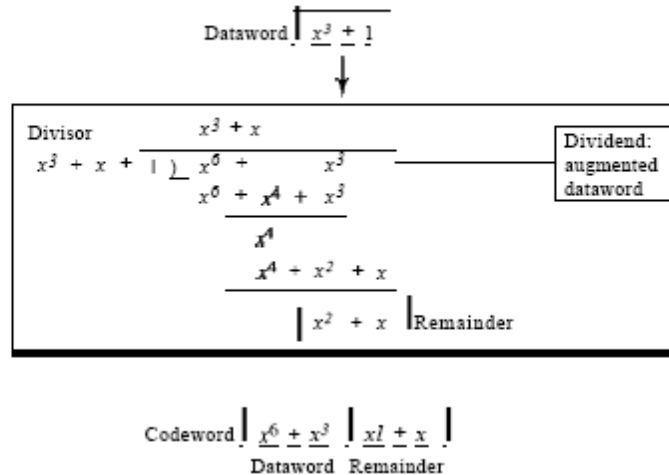 Dataword x³ + 1
x³ + x
Divisor
Dividend:
augmented
dataword
x³ + x + 1 ) x⁶ + x³
x⁶ + x⁴ + x³
x⁴
x⁴ + x² + x
x² + x Remainder
Codeword x⁶ + x³ xl + x
Dataword Remainder